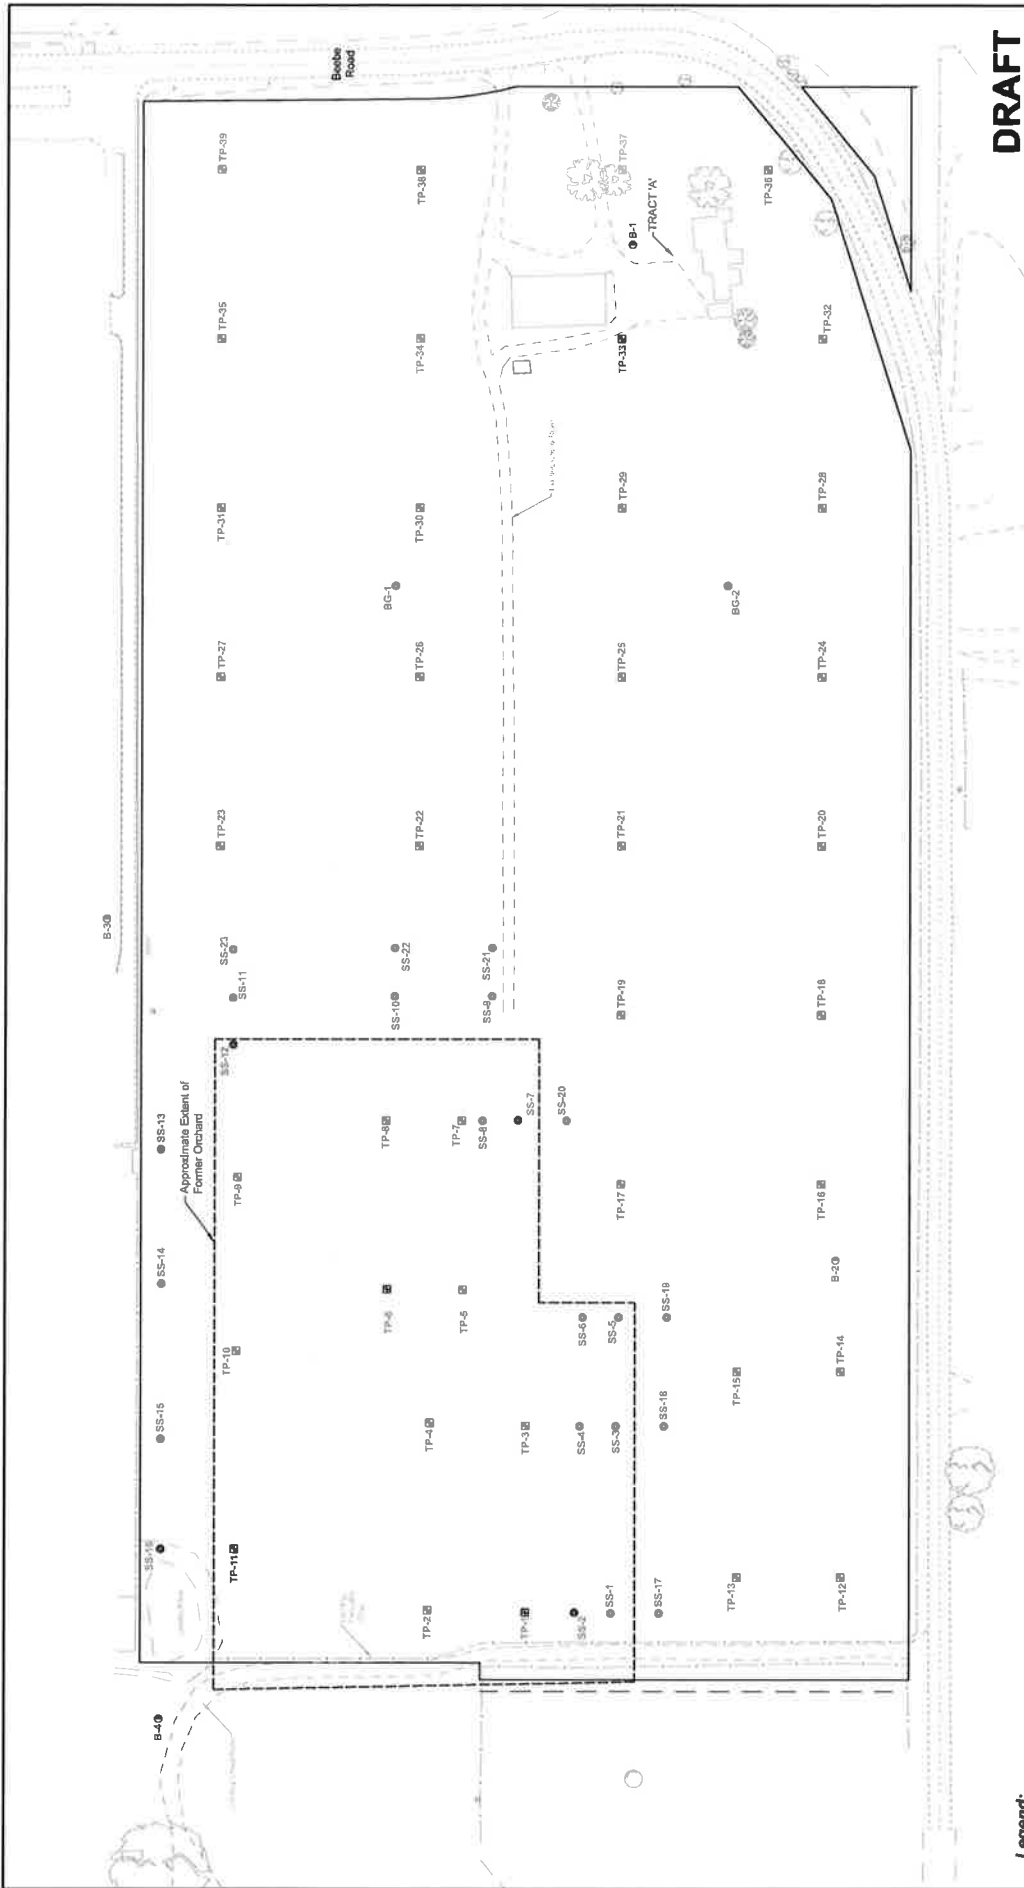 DRAFT
Beebe
Road
TP-39
TP-38
TP-37
TP-36
B-1
TRACT 'A'
TP-35
TP-34
TP-33
TP-32
TP-31
TP-30
TP-29
TP-28
BG-1
BG-2
TP-27
TP-26
TP-25
TP-24
TP-23
TP-22
TP-21
TP-20
B-3
SS-23
SS-22
SS-21
SS-11
SS-10
SS-9
TP-19
TP-18
SS-12
Approximate Extent of
Former Orchard
SS-13
TP-8
TP-7
SS-8
SS-7
SS-20
TP-9
TP-17
TP-16
SS-14
TP-6
TP-5
B-2
SS-6
SS-5
SS-19
TP-10
TP-15
TP-14
SS-15
TP-4
TP-3
SS-4
SS-3
SS-18
SS-16
TP-11
TP-2
TP-1
SS-2
SS-1
SS-17
TP-13
TP-12
B-4
Legend: